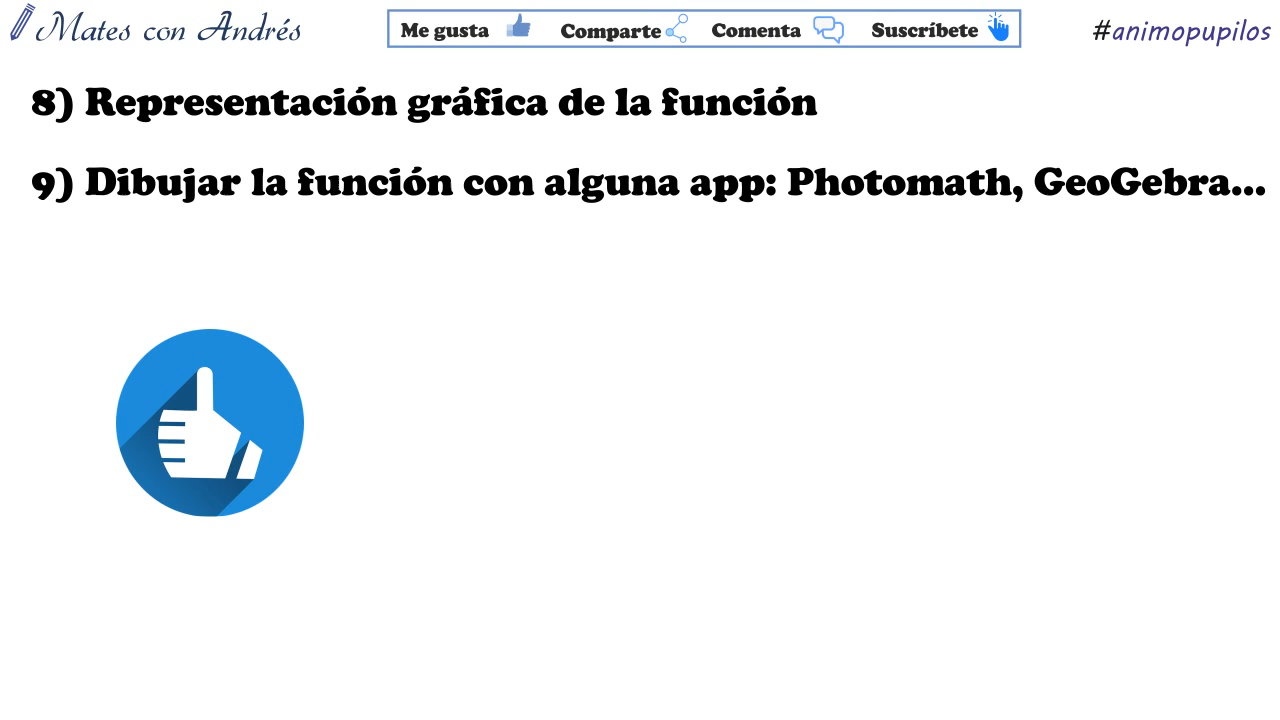 Mates con Andrés
Me gusta Comparte Comenta Suscríbete
#animopupilos
8) Representación gráfica de la función
9) Dibujar la función con alguna app: Photomath, GeoGebra...